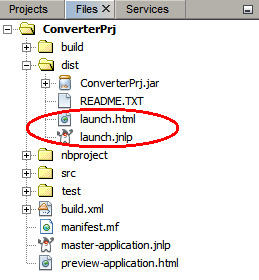 Projects Files Services
ConverterPrj
build
dist
ConverterPrj.jar
README.TXT
launch.html
launch.jnlp
nbproject
src
test
build.xml
manifest.mf
master-application.jnlp
preview-application.html